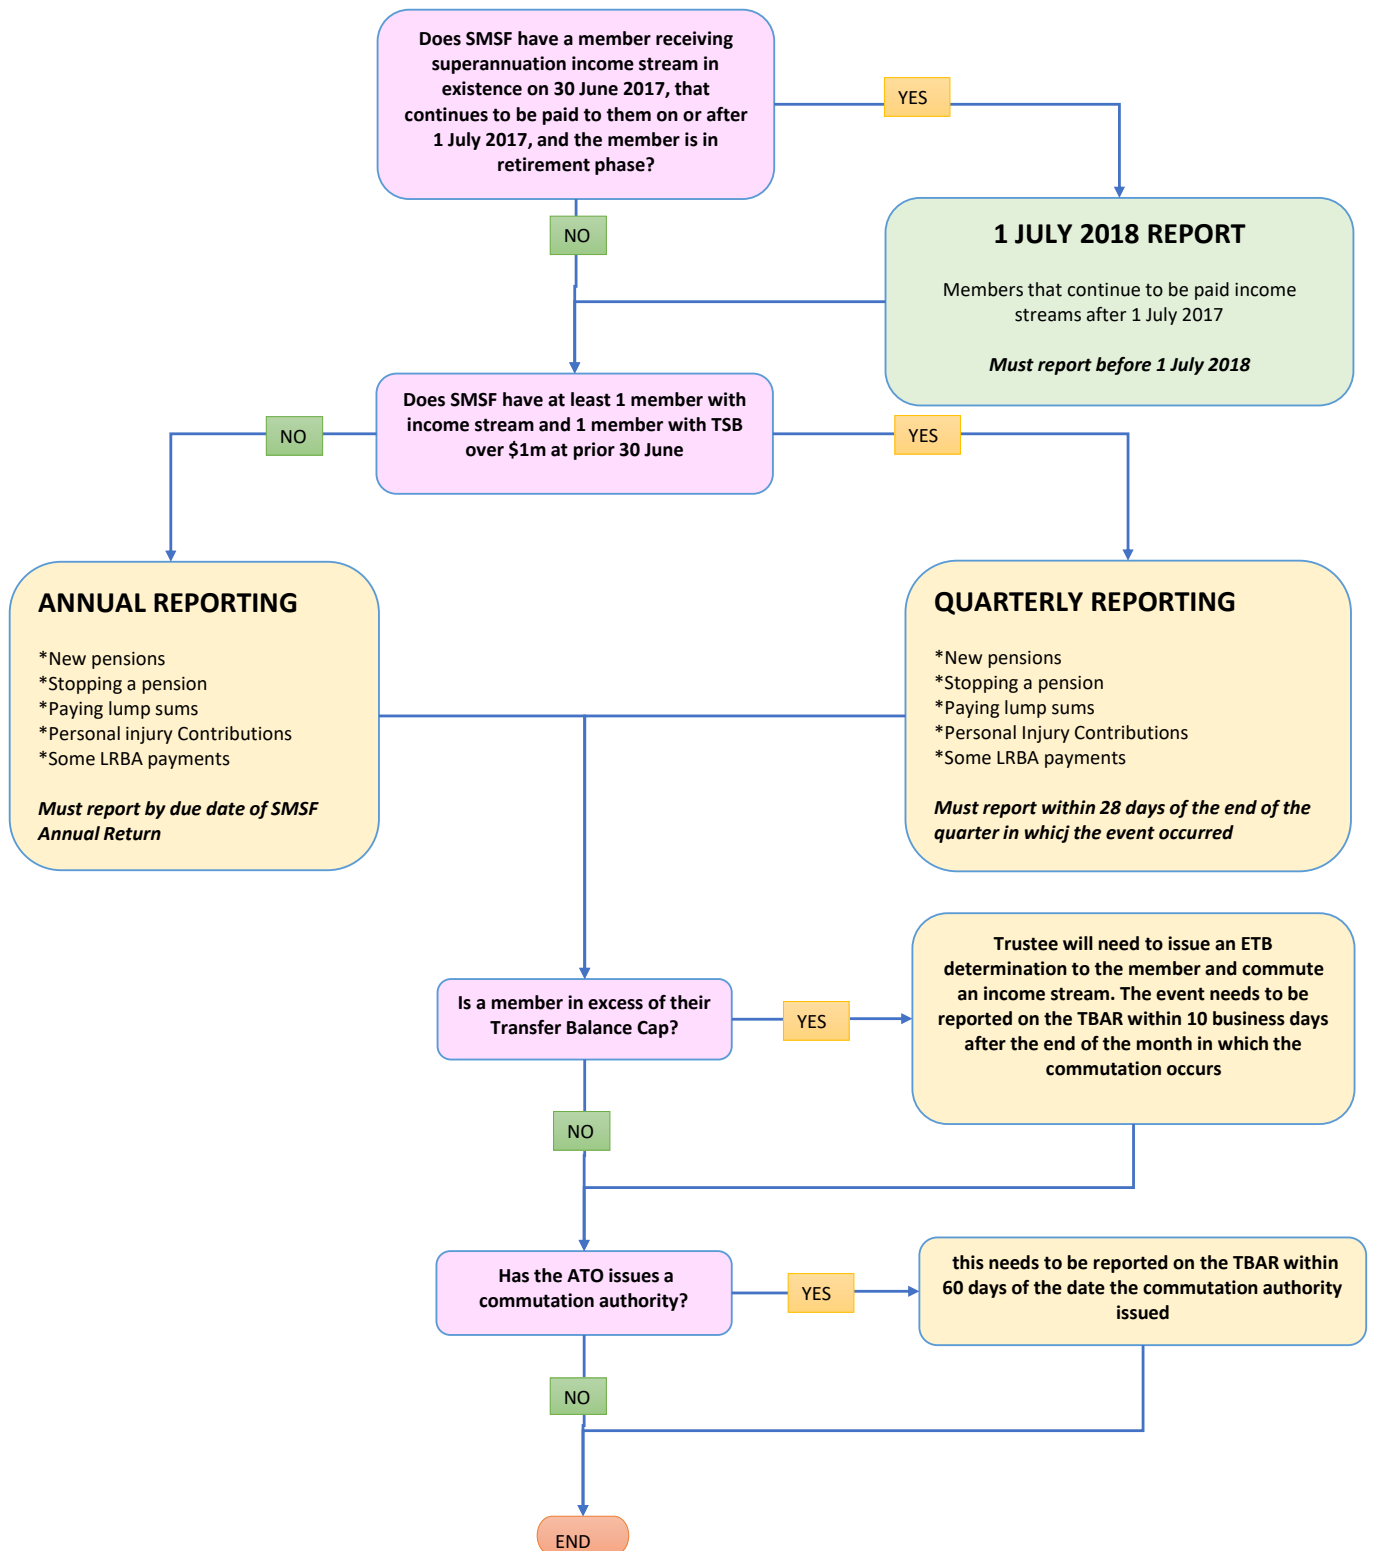 Does SMSF have a member receiving
superannuation income stream in
existence on 30 June 2017, that
continues to be paid to them on or after
1 July 2017, and the member is in
retirement phase?
YES
NO
1 JULY 2018 REPORT
Members that continue to be paid income
streams after 1 July 2017
Must report before 1 July 2018
Does SMSF have at least 1 member with
income stream and 1 member with TSB
over $1m at prior 30 June
NO
YES
ANNUAL REPORTING
*New pensions
*Stopping a pension
*Paying lump sums
*Personal injury Contributions
*Some LRBA payments
Must report by due date of SMSF
Annual Return
QUARTERLY REPORTING
*New pensions
*Stopping a pension
*Paying lump sums
*Personal Injury Contributions
*Some LRBA payments
Must report within 28 days of the end of the
quarter in whicj the event occurred
Is a member in excess of their
Transfer Balance Cap?
YES
Trustee will need to issue an ETB
determination to the member and commute
an income stream. The event needs to be
reported on the TBAR within 10 business days
after the end of the month in which the
commutation occurs
NO
Has the ATO issues a
commutation authority?
YES
this needs to be reported on the TBAR within
60 days of the date the commutation authority
issued
NO
END